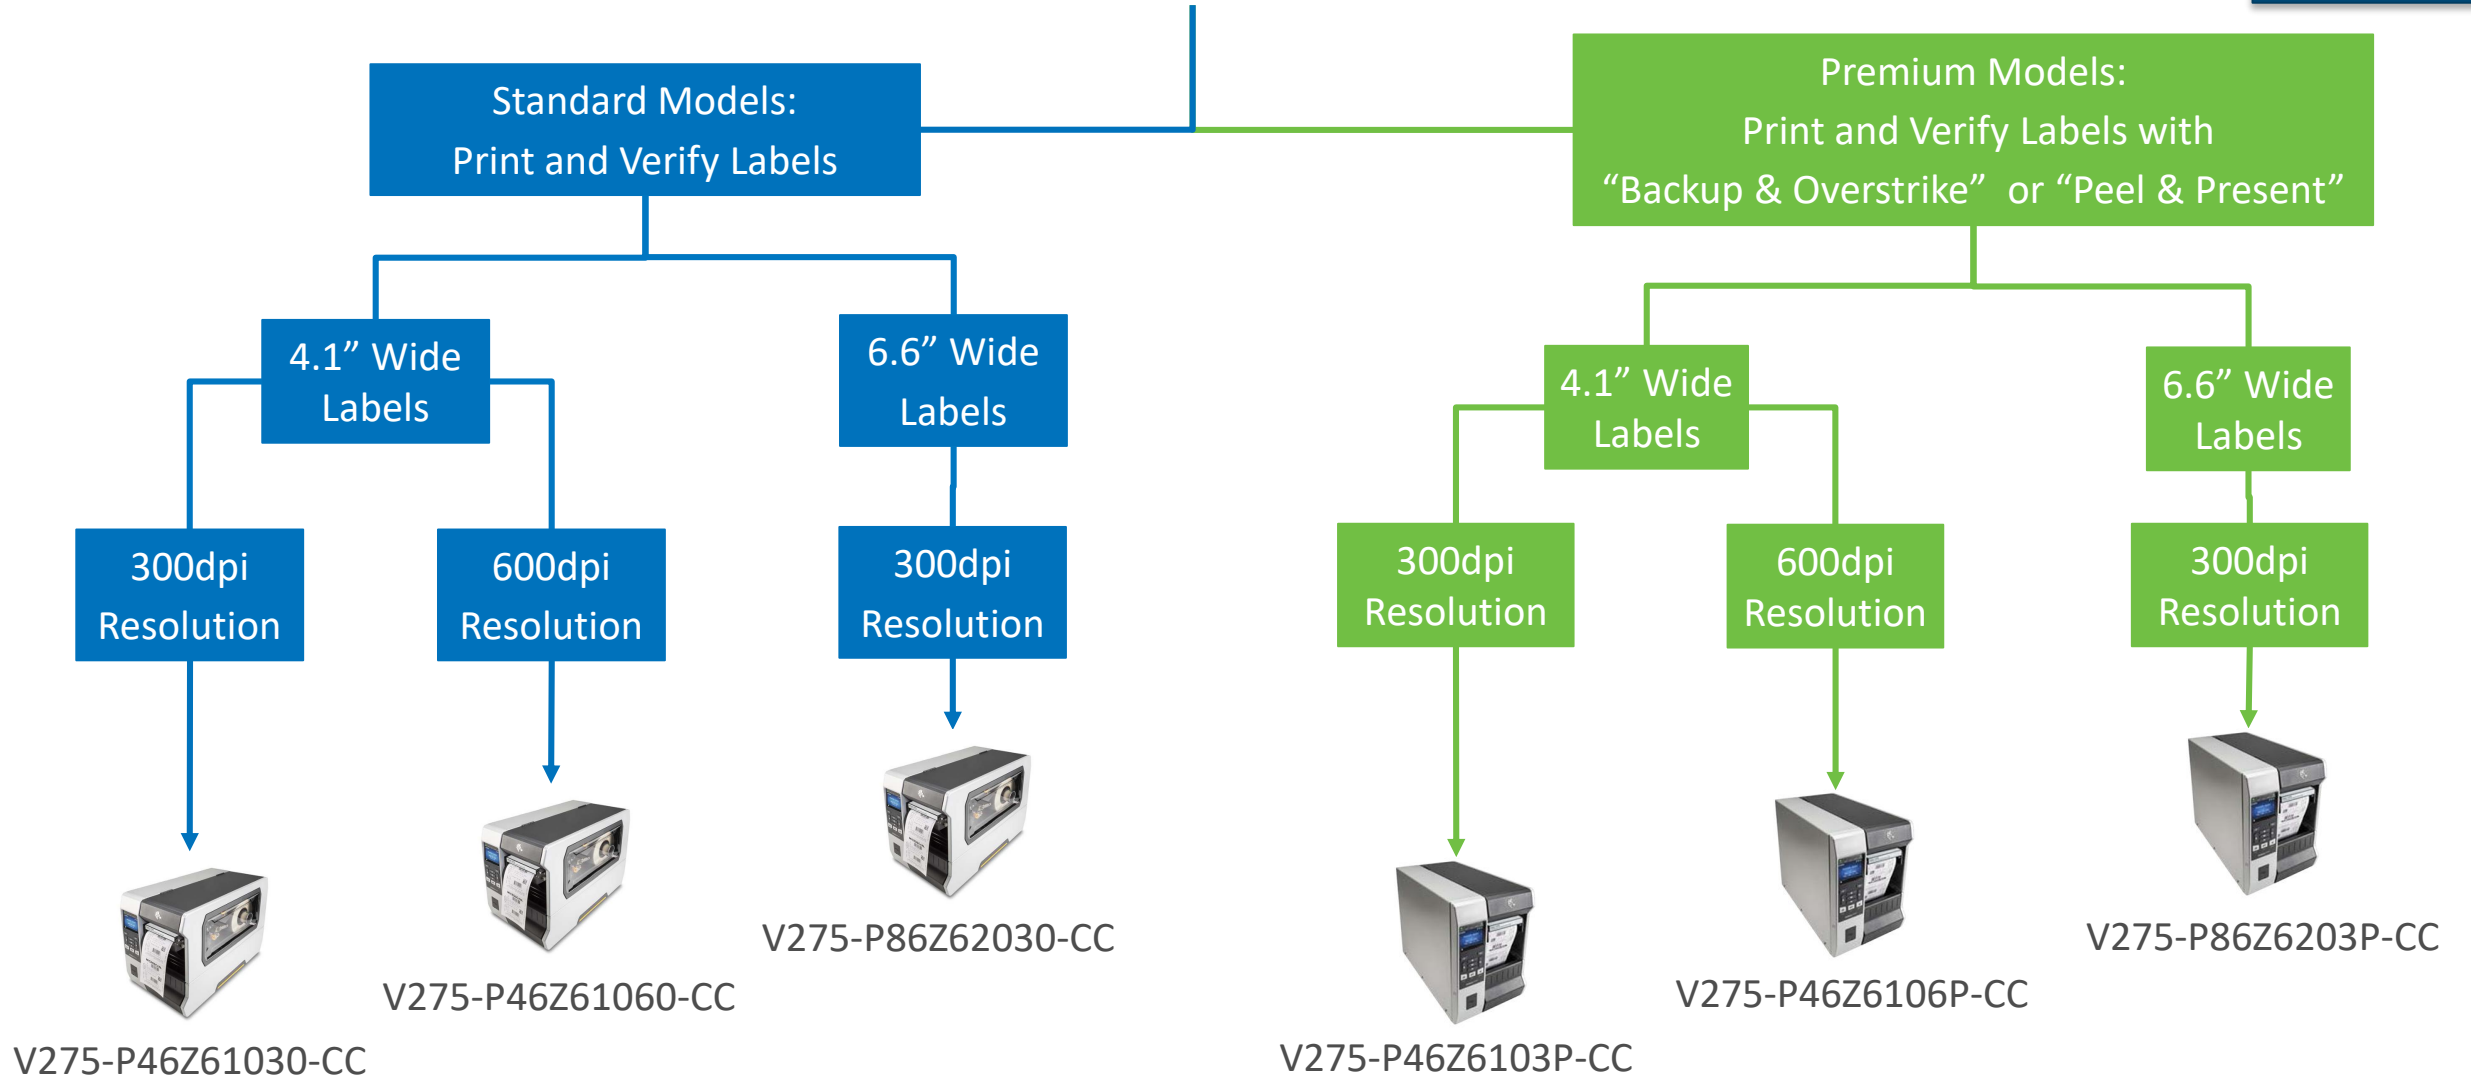 Standard Models:
Print and Verify Labels
4.1” Wide
Labels
300dpi
Resolution
V275-P46Z61030-CC
600dpi
Resolution
V275-P46Z61060-CC
6.6” Wide
Labels
300dpi
Resolution
V275-P86Z62030-CC
Premium Models:
Print and Verify Labels with
“Backup & Overstrike” or “Peel & Present”
4.1” Wide
Labels
300dpi
Resolution
V275-P46Z6103P-CC
600dpi
Resolution
V275-P46Z6106P-CC
6.6” Wide
Labels
300dpi
Resolution
V275-P86Z6203P-CC